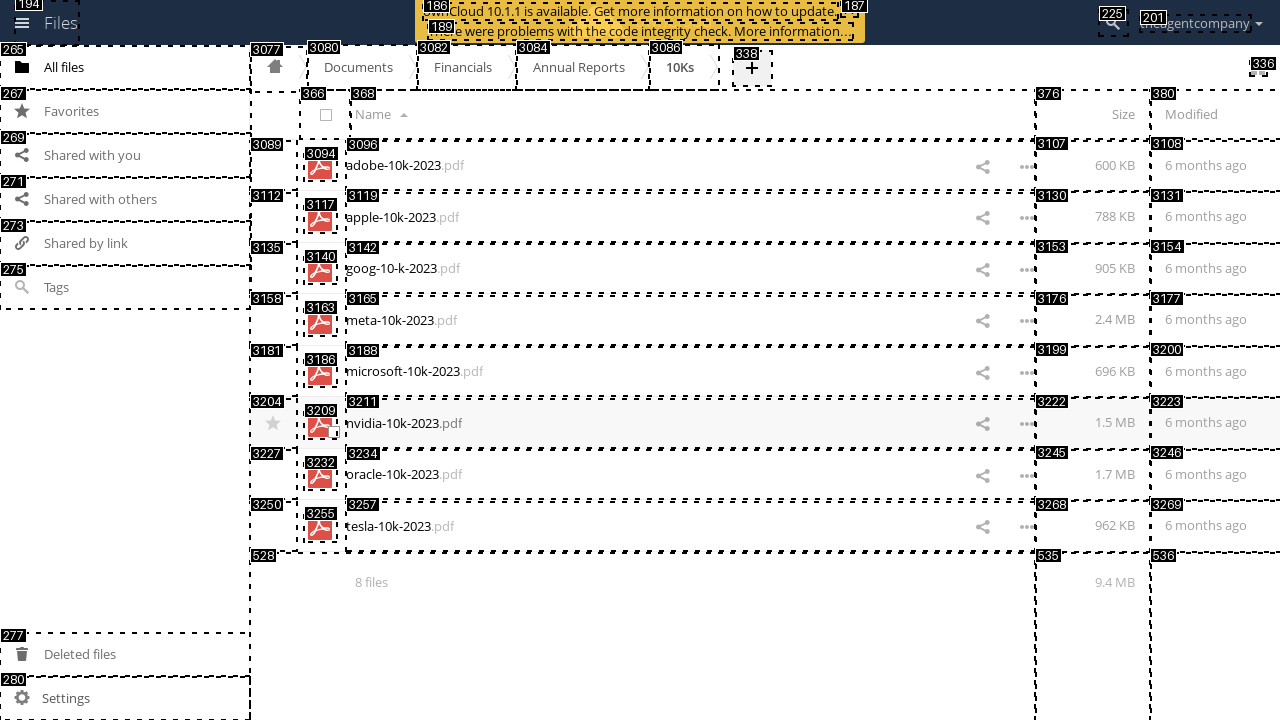 194
Files
186
ownCloud 10.1.1 is available. Get more information on how to update.
187
189
There were problems with the code integrity check. More information…
225
201
theagentcompany
265
All files
267
Favorites
269
Shared with you
271
Shared with others
273
Shared by link
275
Tags
277
Deleted files
280
Settings
3077
3080
Documents
3082
Financials
3084
Annual Reports
3086
10Ks
338
+
336
366
368
Name
376
Size
380
Modified
3089
3094
3096
adobe-10k-2023.pdf
3107
600 KB
3108
6 months ago
3112
3117
3119
apple-10k-2023.pdf
3130
788 KB
3131
6 months ago
3135
3140
3142
goog-10-k-2023.pdf
3153
905 KB
3154
6 months ago
3158
3163
3165
meta-10k-2023.pdf
3176
2.4 MB
3177
6 months ago
3181
3186
3188
microsoft-10k-2023.pdf
3199
696 KB
3200
6 months ago
3204
3209
3211
nvidia-10k-2023.pdf
3222
1.5 MB
3223
6 months ago
3227
3232
3234
oracle-10k-2023.pdf
3245
1.7 MB
3246
6 months ago
3250
3255
3257
tesla-10k-2023.pdf
3268
962 KB
3269
6 months ago
528
8 files
535
9.4 MB
536